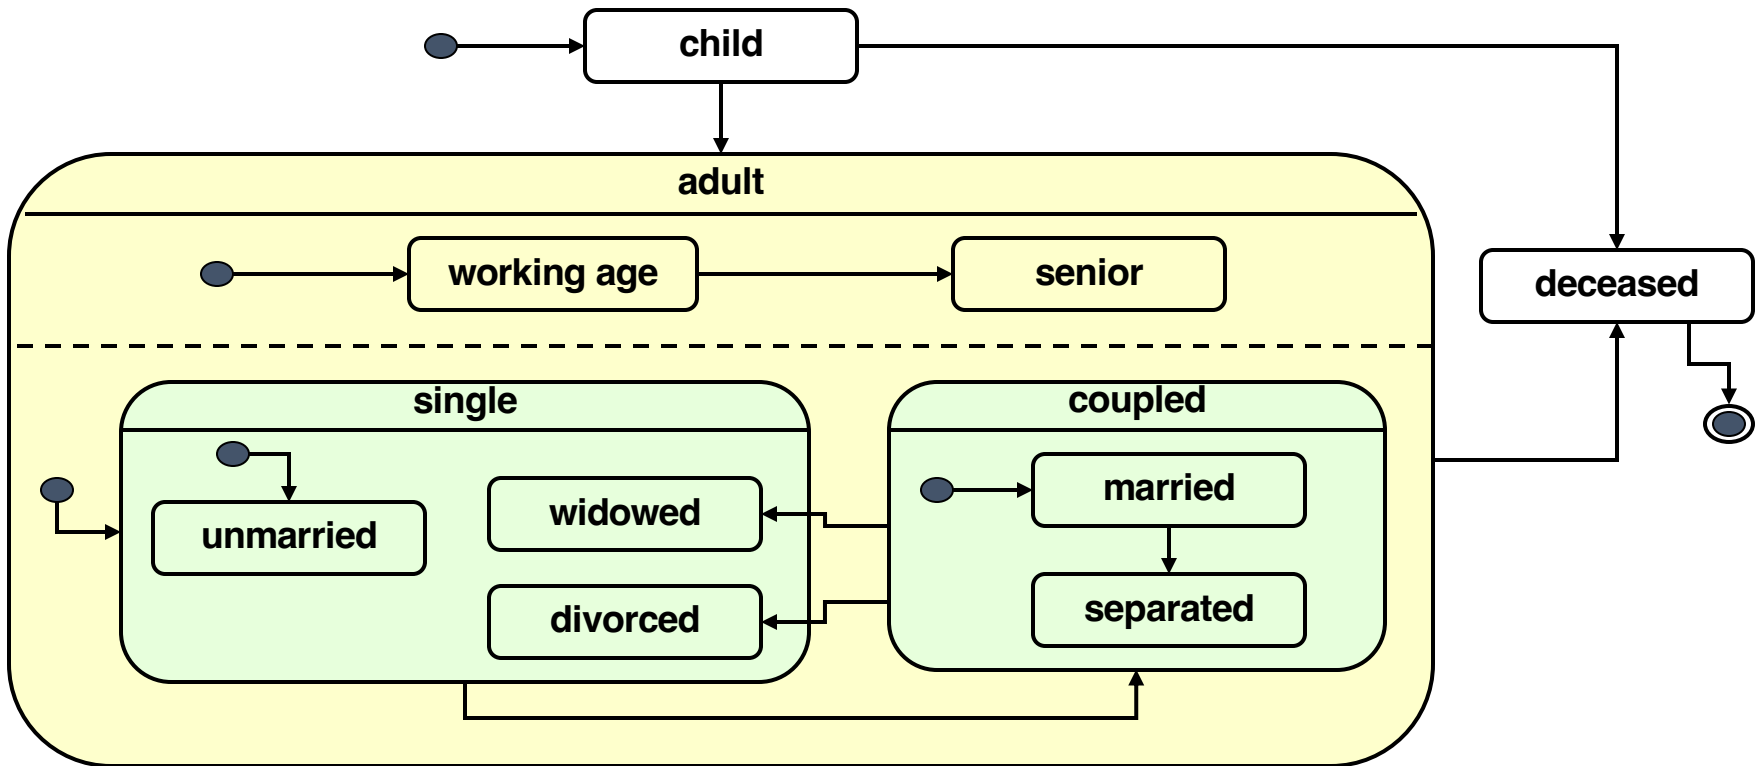 child
adult
working age
senior
deceased
single
coupled
unmarried
widowed
married
divorced
separated